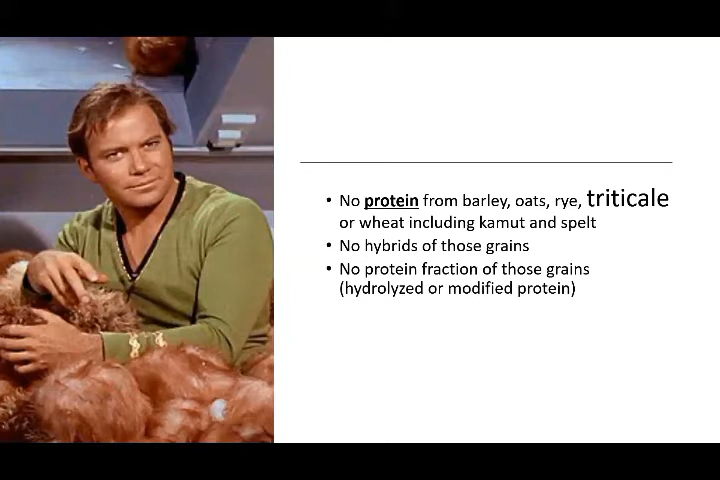 • No protein from barley, oats, rye, triticale
or wheat including kamut and spelt
• No hybrids of those grains
• No protein fraction of those grains
(hydrolyzed or modified protein)